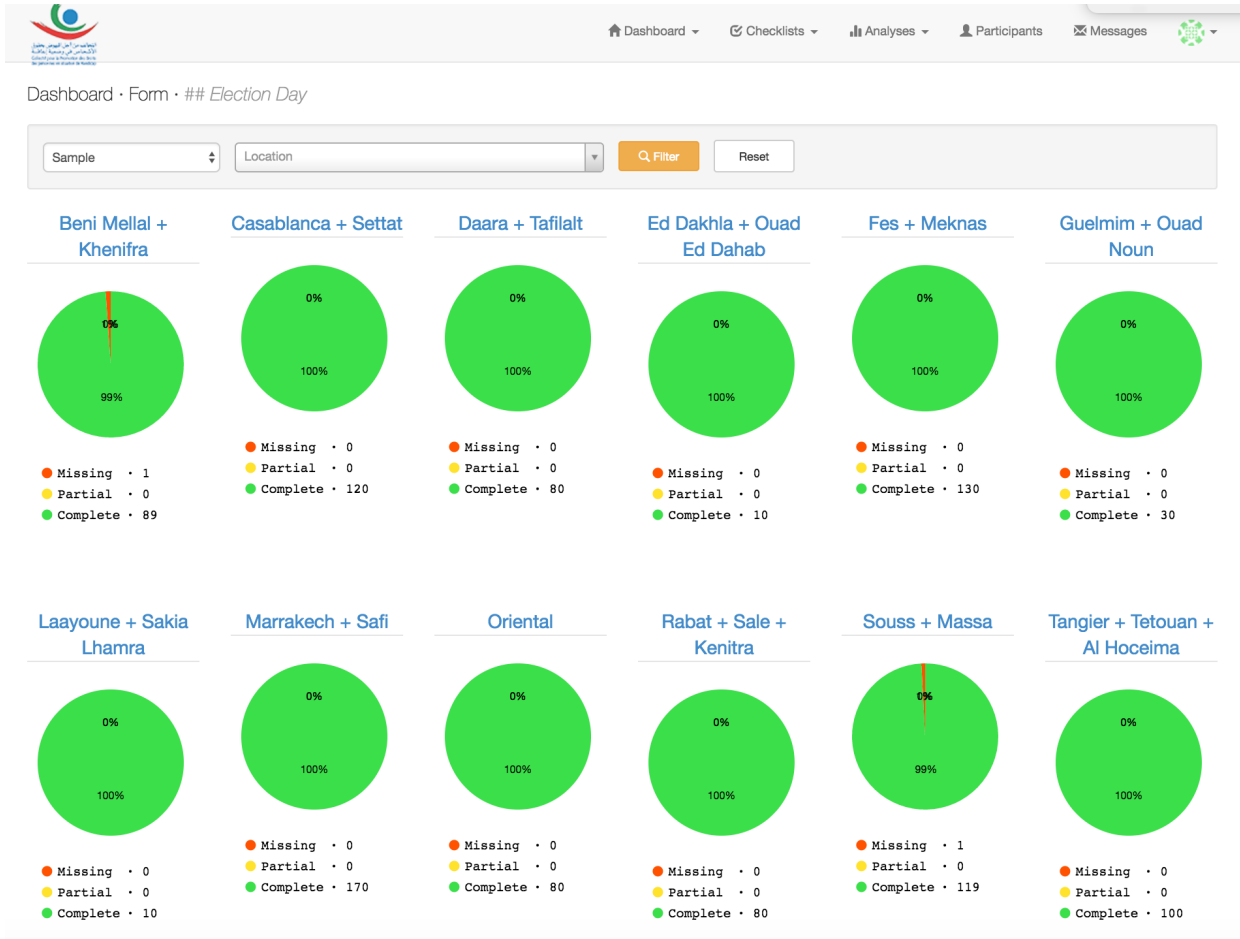 Dashboard
Checklists
Analyses
Participants
Messages
Dashboard · Form · ## Election Day
Sample
Location
Filter
Reset
Beni Mellal +
Khenifra
0%
99%
Missing · 1
Partial · 0
Complete · 89
Casablanca + Settat
0%
100%
Missing · 0
Partial · 0
Complete · 120
Daara + Tafilalt
0%
100%
Missing · 0
Partial · 0
Complete · 80
Ed Dakhla + Ouad
Ed Dahab
0%
100%
Missing · 0
Partial · 0
Complete · 10
Fes + Meknas
0%
100%
Missing · 0
Partial · 0
Complete · 130
Guelmim + Ouad
Noun
0%
100%
Missing · 0
Partial · 0
Complete · 30
Laayoune + Sakia
Lhamra
0%
100%
Missing · 0
Partial · 0
Complete · 10
Marrakech + Safi
0%
100%
Missing · 0
Partial · 0
Complete · 170
Oriental
0%
100%
Missing · 0
Partial · 0
Complete · 80
Rabat + Sale +
Kenitra
0%
100%
Missing · 0
Partial · 0
Complete · 80
Souss + Massa
0%
99%
Missing · 1
Partial · 0
Complete · 119
Tangier + Tetouan +
Al Hoceima
0%
100%
Missing · 0
Partial · 0
Complete · 100